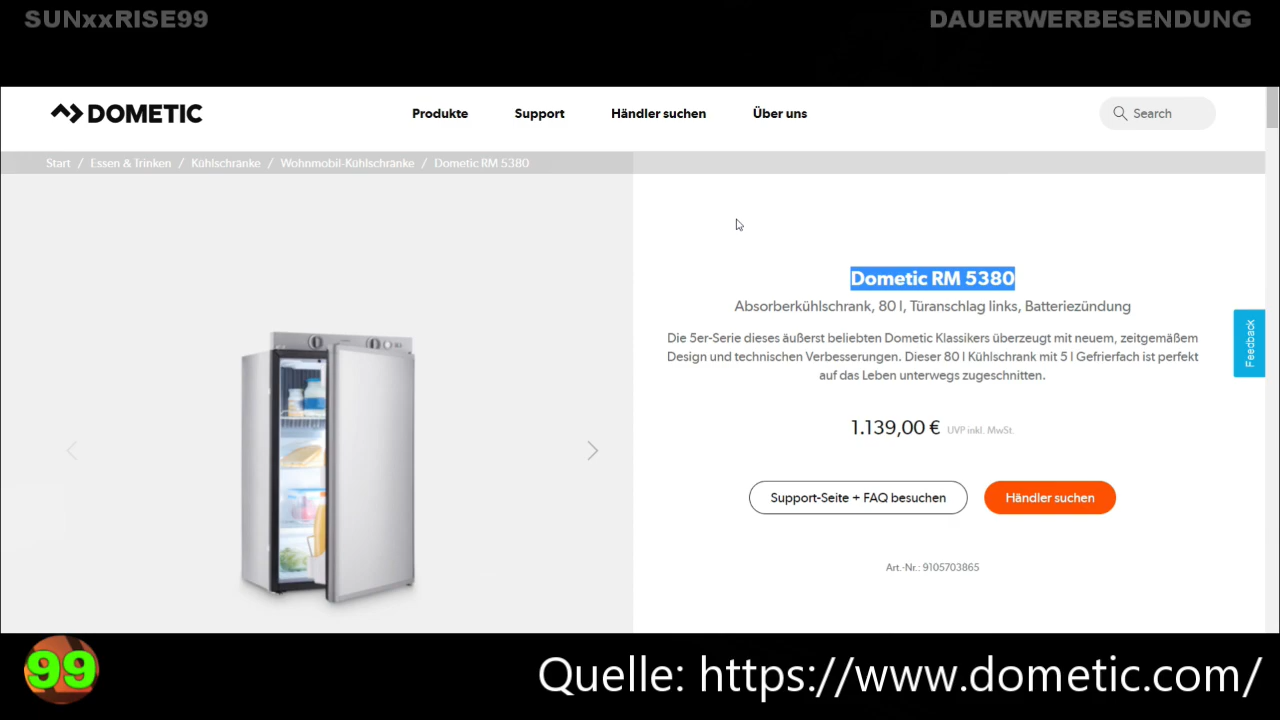 SUNxxRISE99
DAUERWERBESENDUNG
DOMETIC
Produkte
Support
Händler suchen
Über uns
Search
Start / Essen & Trinken / Kühlschränke / Wohnmobil-Kühlschränke / Dometic RM 5380
Dometic RM 5380
Absorberkühlschrank, 80 l, Türanschlag links, Batteriezündung
Die 5er-Serie dieses äußerst beliebten Dometic Klassikers überzeugt mit neuem, zeitgemäßem
Design und technischen Verbesserungen. Dieser 80 l Kühlschrank mit 5 l Gefrierfach ist perfekt
auf das Leben unterwegs zugeschnitten.
1.139,00 € UVP inkl. MwSt.
Support-Seite + FAQ besuchen
Händler suchen
Art.-Nr.: 9105703865
Feedback
99
Quelle: https://www.dometic.com/